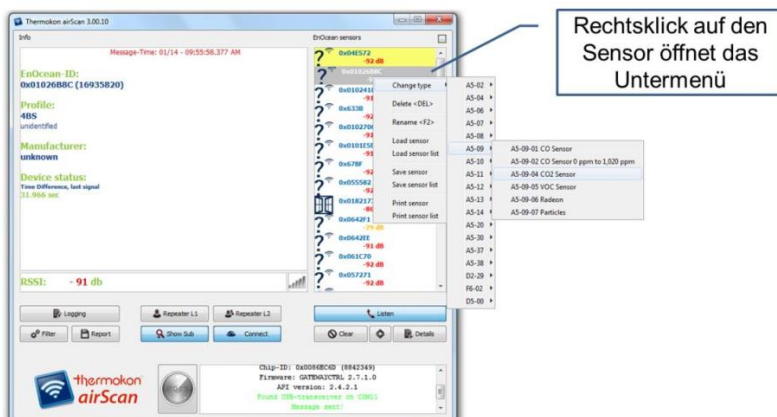 Thermokon airScan 3.00.10
Info
EnOcean sensors
Message-Time: 01/14 - 09:55:58.377 AM
EnOcean-ID:
0x01026B8C (16935820)
Profile:
4BS
unidentified
Manufacturer:
unknown
Device status:
Time Difference, last signal
31.966 sec
RSSI: - 91 db
0x04E572
-92 dB
0x01026B8C
0x633B
0x678F
0x055582
0x0642F1
-79 dB
0x0642EE
-91 dB
0x061C70
-92 dB
0x057271
-92 dB
Change type
Delete <DEL>
Rename <F2>
Load sensor
Load sensor list
Save sensor
Save sensor list
Print sensor
Print sensor list
A5-02
A5-04
A5-06
A5-07
A5-08
A5-09
A5-10
A5-11
A5-12
A5-13
A5-14
A5-20
A5-30
A5-37
A5-38
D2-29
F6-02
D5-00
A5-09-01 CO Sensor
A5-09-02 CO Sensor 0 ppm to 1,020 ppm
A5-09-04 CO2 Sensor
A5-09-05 VOC Sensor
A5-09-06 Radeon
A5-09-07 Particles
Rechtsklick auf den
Sensor öffnet das
Untermenü
Logging
Repeater L1
Repeater L2
Listen
Filter
Report
Show Sub
Connect
Clear
Details
thermokon
airScan
Chip-ID: 0x0086EC6D (8842349)
Firmware: GATEWAYCTRL 2.7.1.0
API version: 2.4.2.1
Found USB-transceiver on COM11
Message sent!